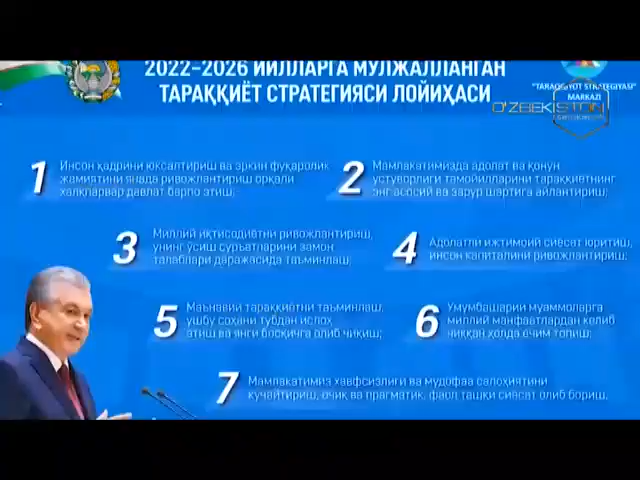 2022–2026 ЙИЛЛАРГА МУЛЖАЛЛАНГАН
ТАРАҚҚИЁТ СТРАТЕГИЯСИ ЛОЙИҲАСИ
"TARAQQIYOT STRATEGIYASI"
MARKAZI
O'ZBEKISTON
1 Инсон қадрини юксалтириш ва эркин фуқаролик
жамиятини янада ривожлантириш орқали
халқпарвар давлат барпо этиш;
2 Мамлакатимизда адолат ва қонун
устуворлиги тамойилларини тараққиётнинг
энг асосий ва зарур шартига айлантириш;
3 Миллий иқтисодиётни ривожлантириш,
унинг ўсиш суръатларини замон
талаблари даражасида таъминлаш;
4 Адолатли ижтимоий сиёсат юритиш,
инсон капиталини ривожлантириш;
5 Маънавий тараққиётни таъминлаш,
ушбу соҳани тубдан ислоҳ
этиш ва янги босқичга олиб чиқиш;
6 Умумбашарий муаммоларга
миллий манфаатлардан келиб
чиққан ҳолда ечим топиш;
7 Мамлакатимиз хавфсизлиги ва мудофаа салоҳиятини
кучайтириш, очиқ ва прагматик, фаол ташқи сиёсат олиб бориш.